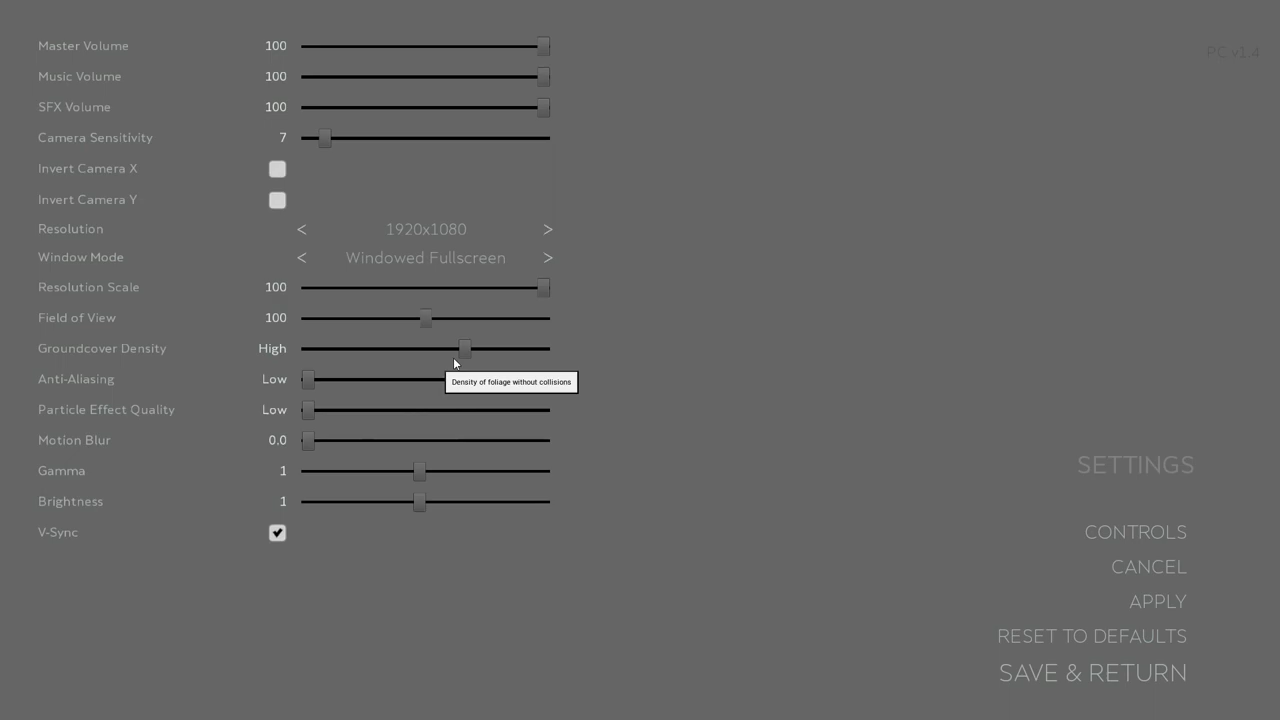 Master Volume 100
PC v1.4
Music Volume 100
SFX Volume 100
Camera Sensitivity 7
Invert Camera X
Invert Camera Y
Resolution < 1920x1080 >
Window Mode < Windowed Fullscreen >
Resolution Scale 100
Field of View 100
Groundcover Density High
Anti-Aliasing Low
Density of foliage without collisions
Particle Effect Quality Low
Motion Blur 0.0
Gamma 1
Brightness 1
V-Sync
SETTINGS
CONTROLS
CANCEL
APPLY
RESET TO DEFAULTS
SAVE & RETURN